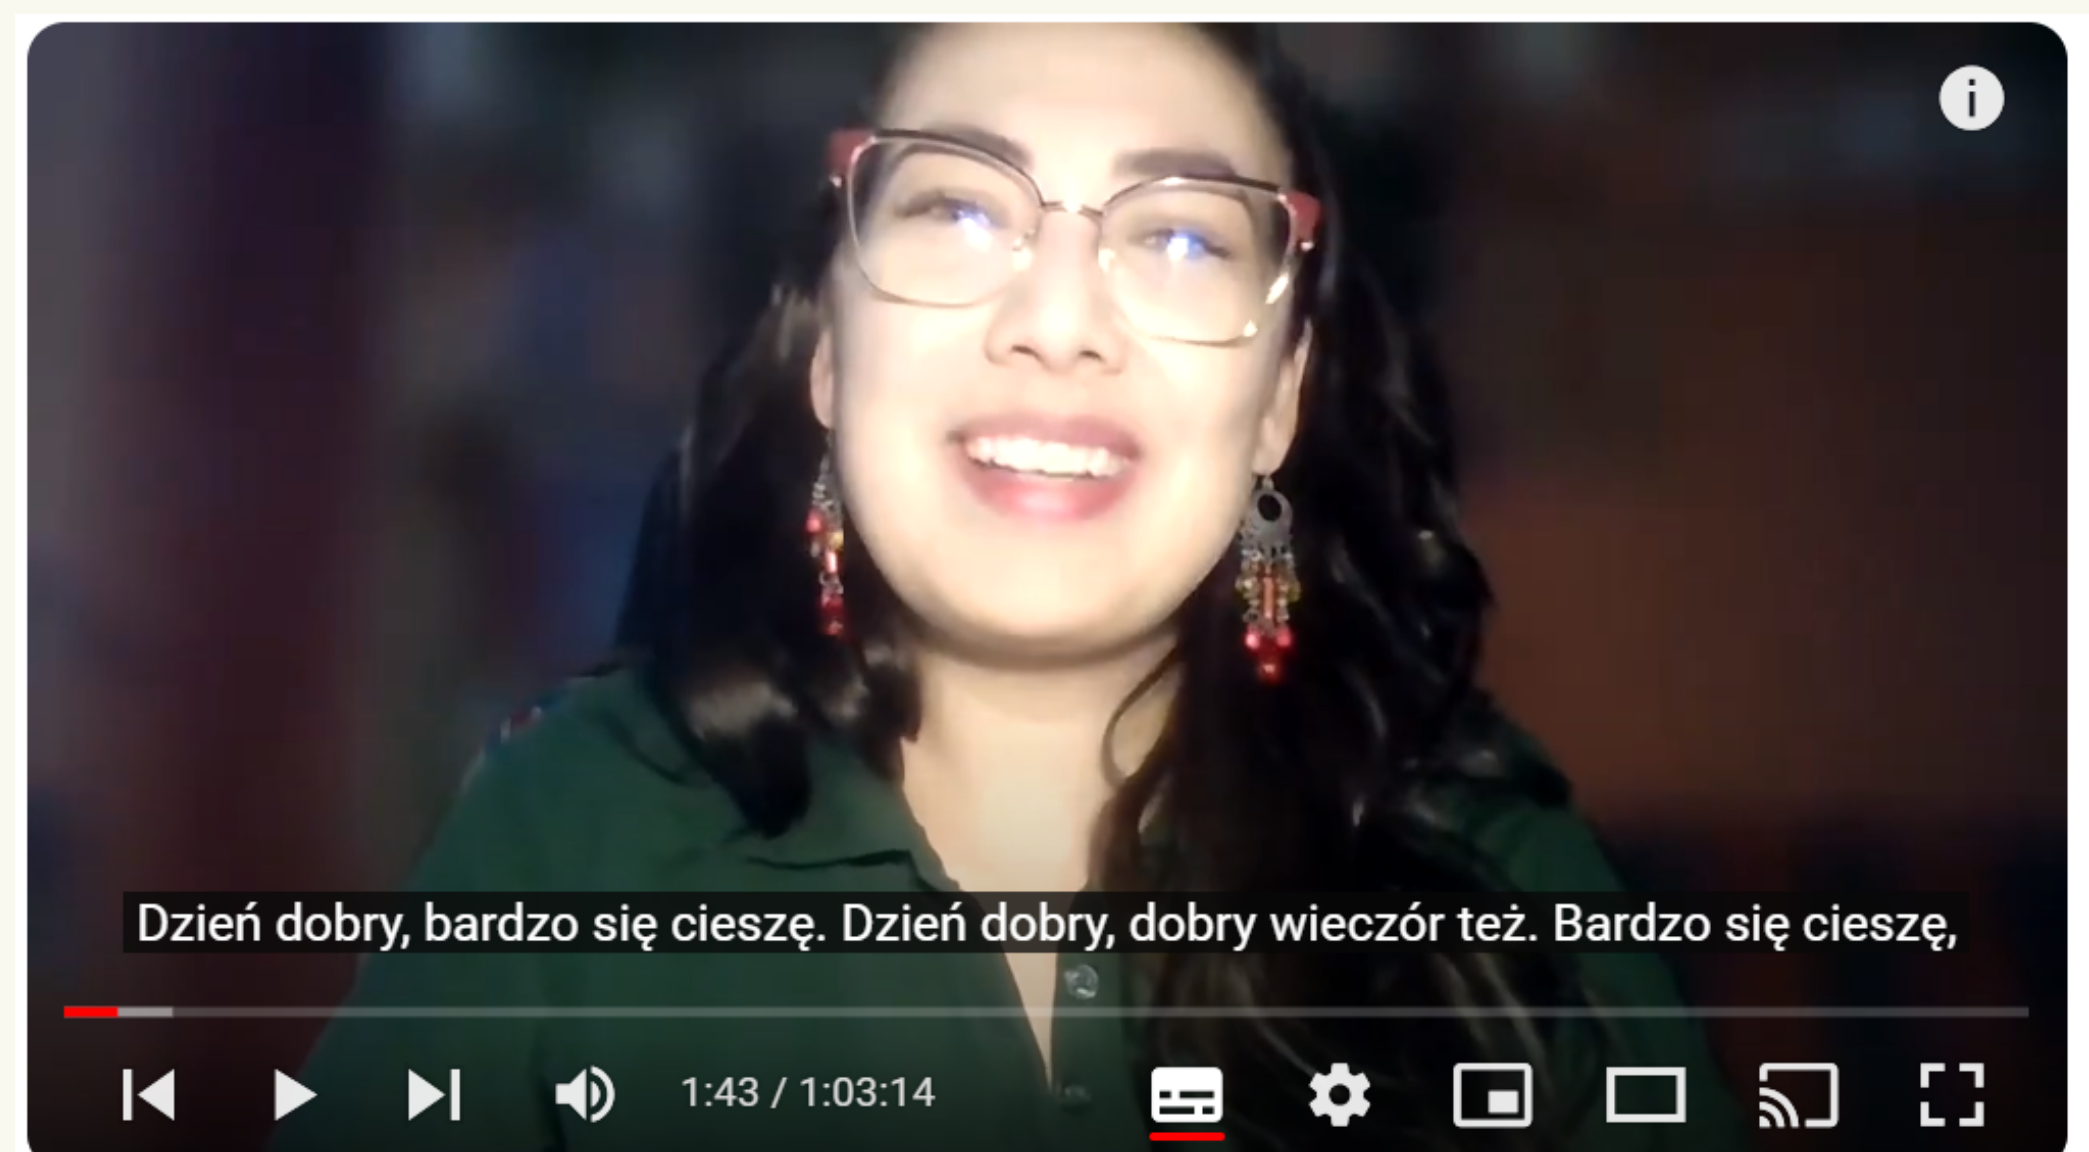 i
Dzień dobry, bardzo się cieszę. Dzień dobry, dobry wieczór też. Bardzo się cieszę,
1:43 / 1:03:14